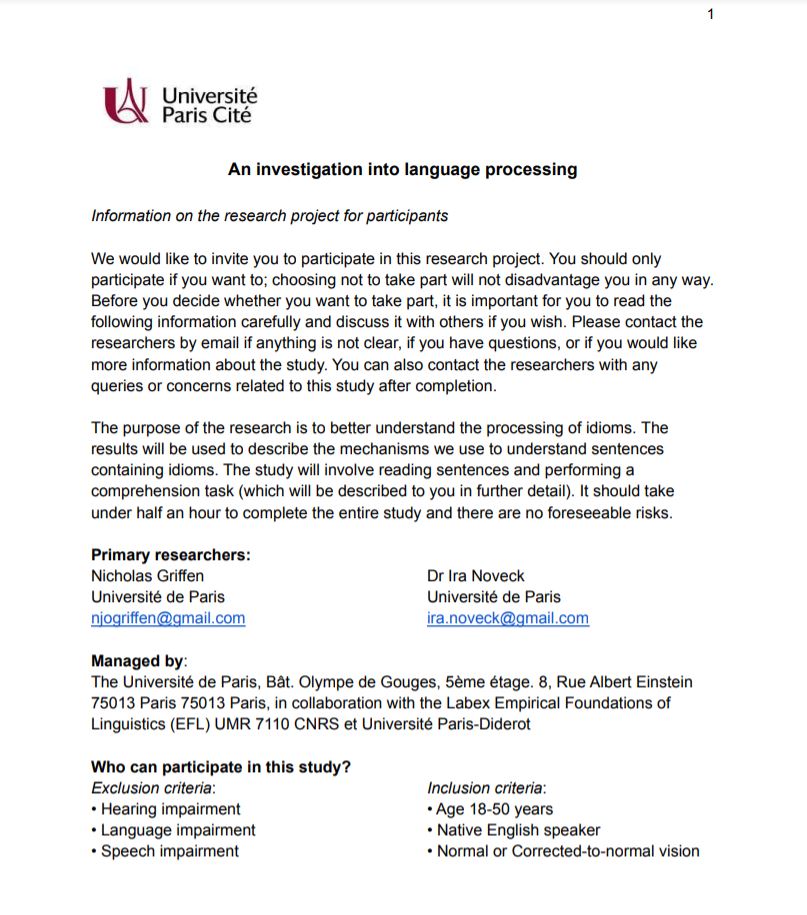 1
Université
Paris Cité
An investigation into language processing
Information on the research project for participants
We would like to invite you to participate in this research project. You should only
participate if you want to; choosing not to take part will not disadvantage you in any way.
Before you decide whether you want to take part, it is important for you to read the
following information carefully and discuss it with others if you wish. Please contact the
researchers by email if anything is not clear, if you have questions, or if you would like
more information about the study. You can also contact the researchers with any
queries or concerns related to this study after completion.
The purpose of the research is to better understand the processing of idioms. The
results will be used to describe the mechanisms we use to understand sentences
containing idioms. The study will involve reading sentences and performing a
comprehension task (which will be described to you in further detail). It should take
under half an hour to complete the entire study and there are no foreseeable risks.
Primary researchers:
Nicholas Griffen
Université de Paris
njogriffen@gmail.com
Dr Ira Noveck
Université de Paris
ira.noveck@gmail.com
Managed by:
The Université de Paris, Bât. Olympe de Gouges, 5ème étage. 8, Rue Albert Einstein
75013 Paris 75013 Paris, in collaboration with the Labex Empirical Foundations of
Linguistics (EFL) UMR 7110 CNRS et Université Paris-Diderot
Who can participate in this study?
Exclusion criteria:
• Hearing impairment
• Language impairment
• Speech impairment
Inclusion criteria:
• Age 18-50 years
• Native English speaker
• Normal or Corrected-to-normal vision